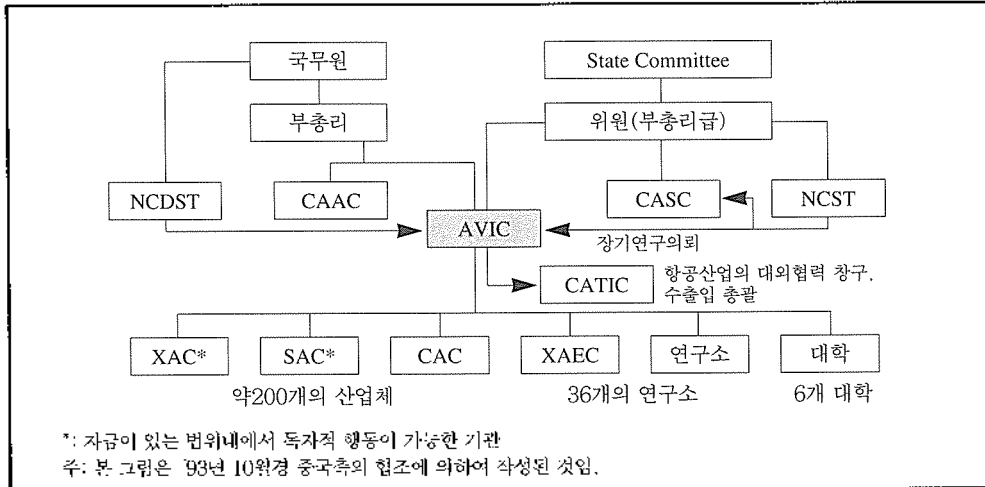 국무원
State Committee
부총리
위원(부총리급)
NCDST
CAAC
CASC
NCST
AVIC
장기연구의뢰
CATIC
항공산업의 대외협력 창구,
수출입 총괄
XAC*
SAC*
CAC
XAEC
연구소
대학
약200개의 산업체
36개의 연구소
6개 대학
*: 자금이 있는 범위내에서 독자적 행동이 가능한 기관
주: 본 그림은 '93년 10월경 중국측의 협조에 의하여 작성된 것임.